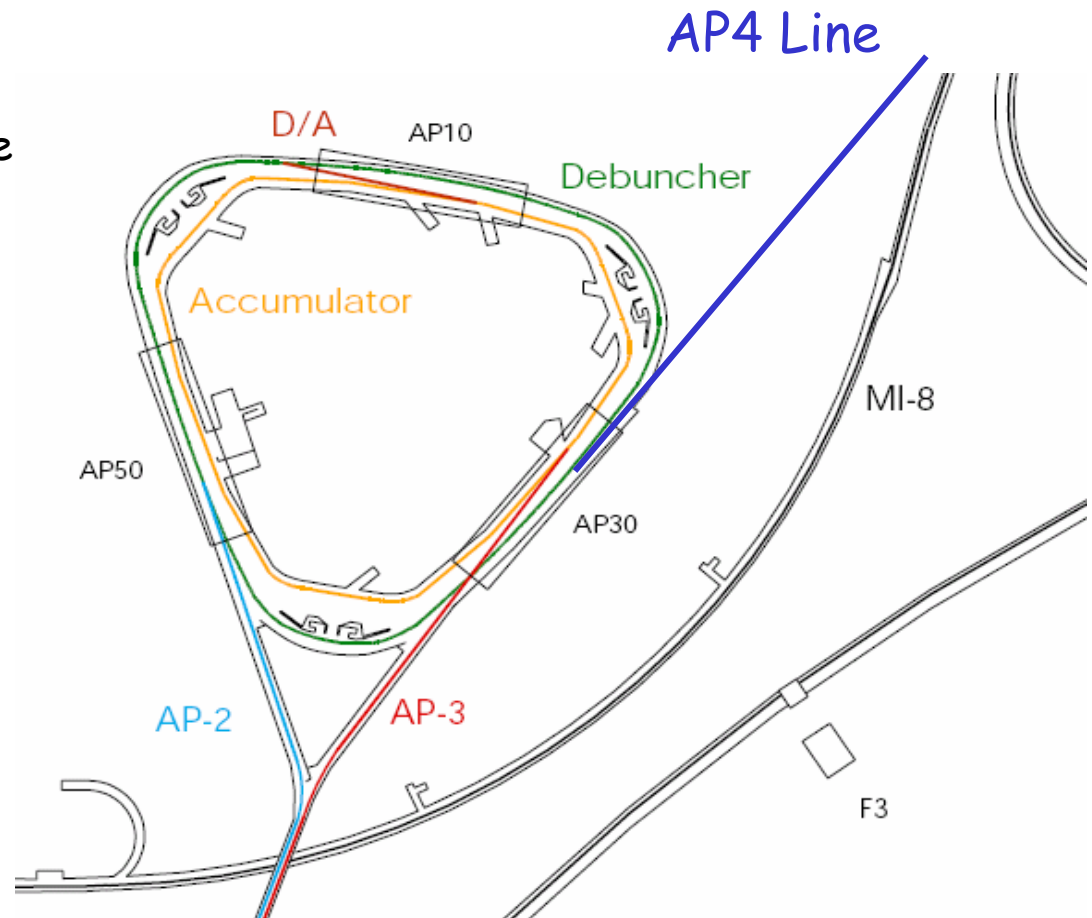 AP4 Line
D/A
AP10
e
Debuncher
Accumulator
MI-8
AP50
AP30
AP-2
AP-3
F3